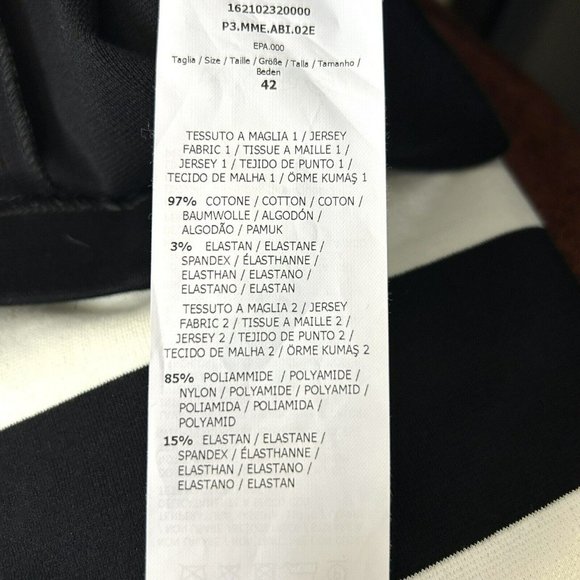 162102320000
P3.MME.ABI.02E
EPA.000
Taglia / Size / Taille / Größe / Talla / Tamanho /
Beden
42
TESSUTO A MAGLIA 1 / JERSEY
FABRIC 1 / TISSUE A MAILLE 1 /
JERSEY 1 / TEJIDO DE PUNTO 1 /
TECIDO DE MALHA 1 / ÖRME KUMAŞ 1
97% COTONE / COTTON / COTON /
BAUMWOLLE / ALGODÓN /
ALGODÃO / PAMUK
3% ELASTAN / ELASTANE /
SPANDEX / ÉLASTHANNE /
ELASTHAN / ELASTANO /
ELASTANO / ELASTAN
TESSUTO A MAGLIA 2 / JERSEY
FABRIC 2 / TISSUE A MAILLE 2 /
JERSEY 2 / TEJIDO DE PUNTO 2 /
TECIDO DE MALHA 2 / ÖRME KUMAŞ 2
85% POLIAMMIDE / POLYAMIDE /
NYLON / POLYAMIDE / POLYAMID /
POLIAMIDA / POLIAMIDA /
POLYAMID
15% ELASTAN / ELASTANE /
SPANDEX / ÉLASTHANNE /
ELASTHAN / ELASTANO /
ELASTANO / ELASTAN